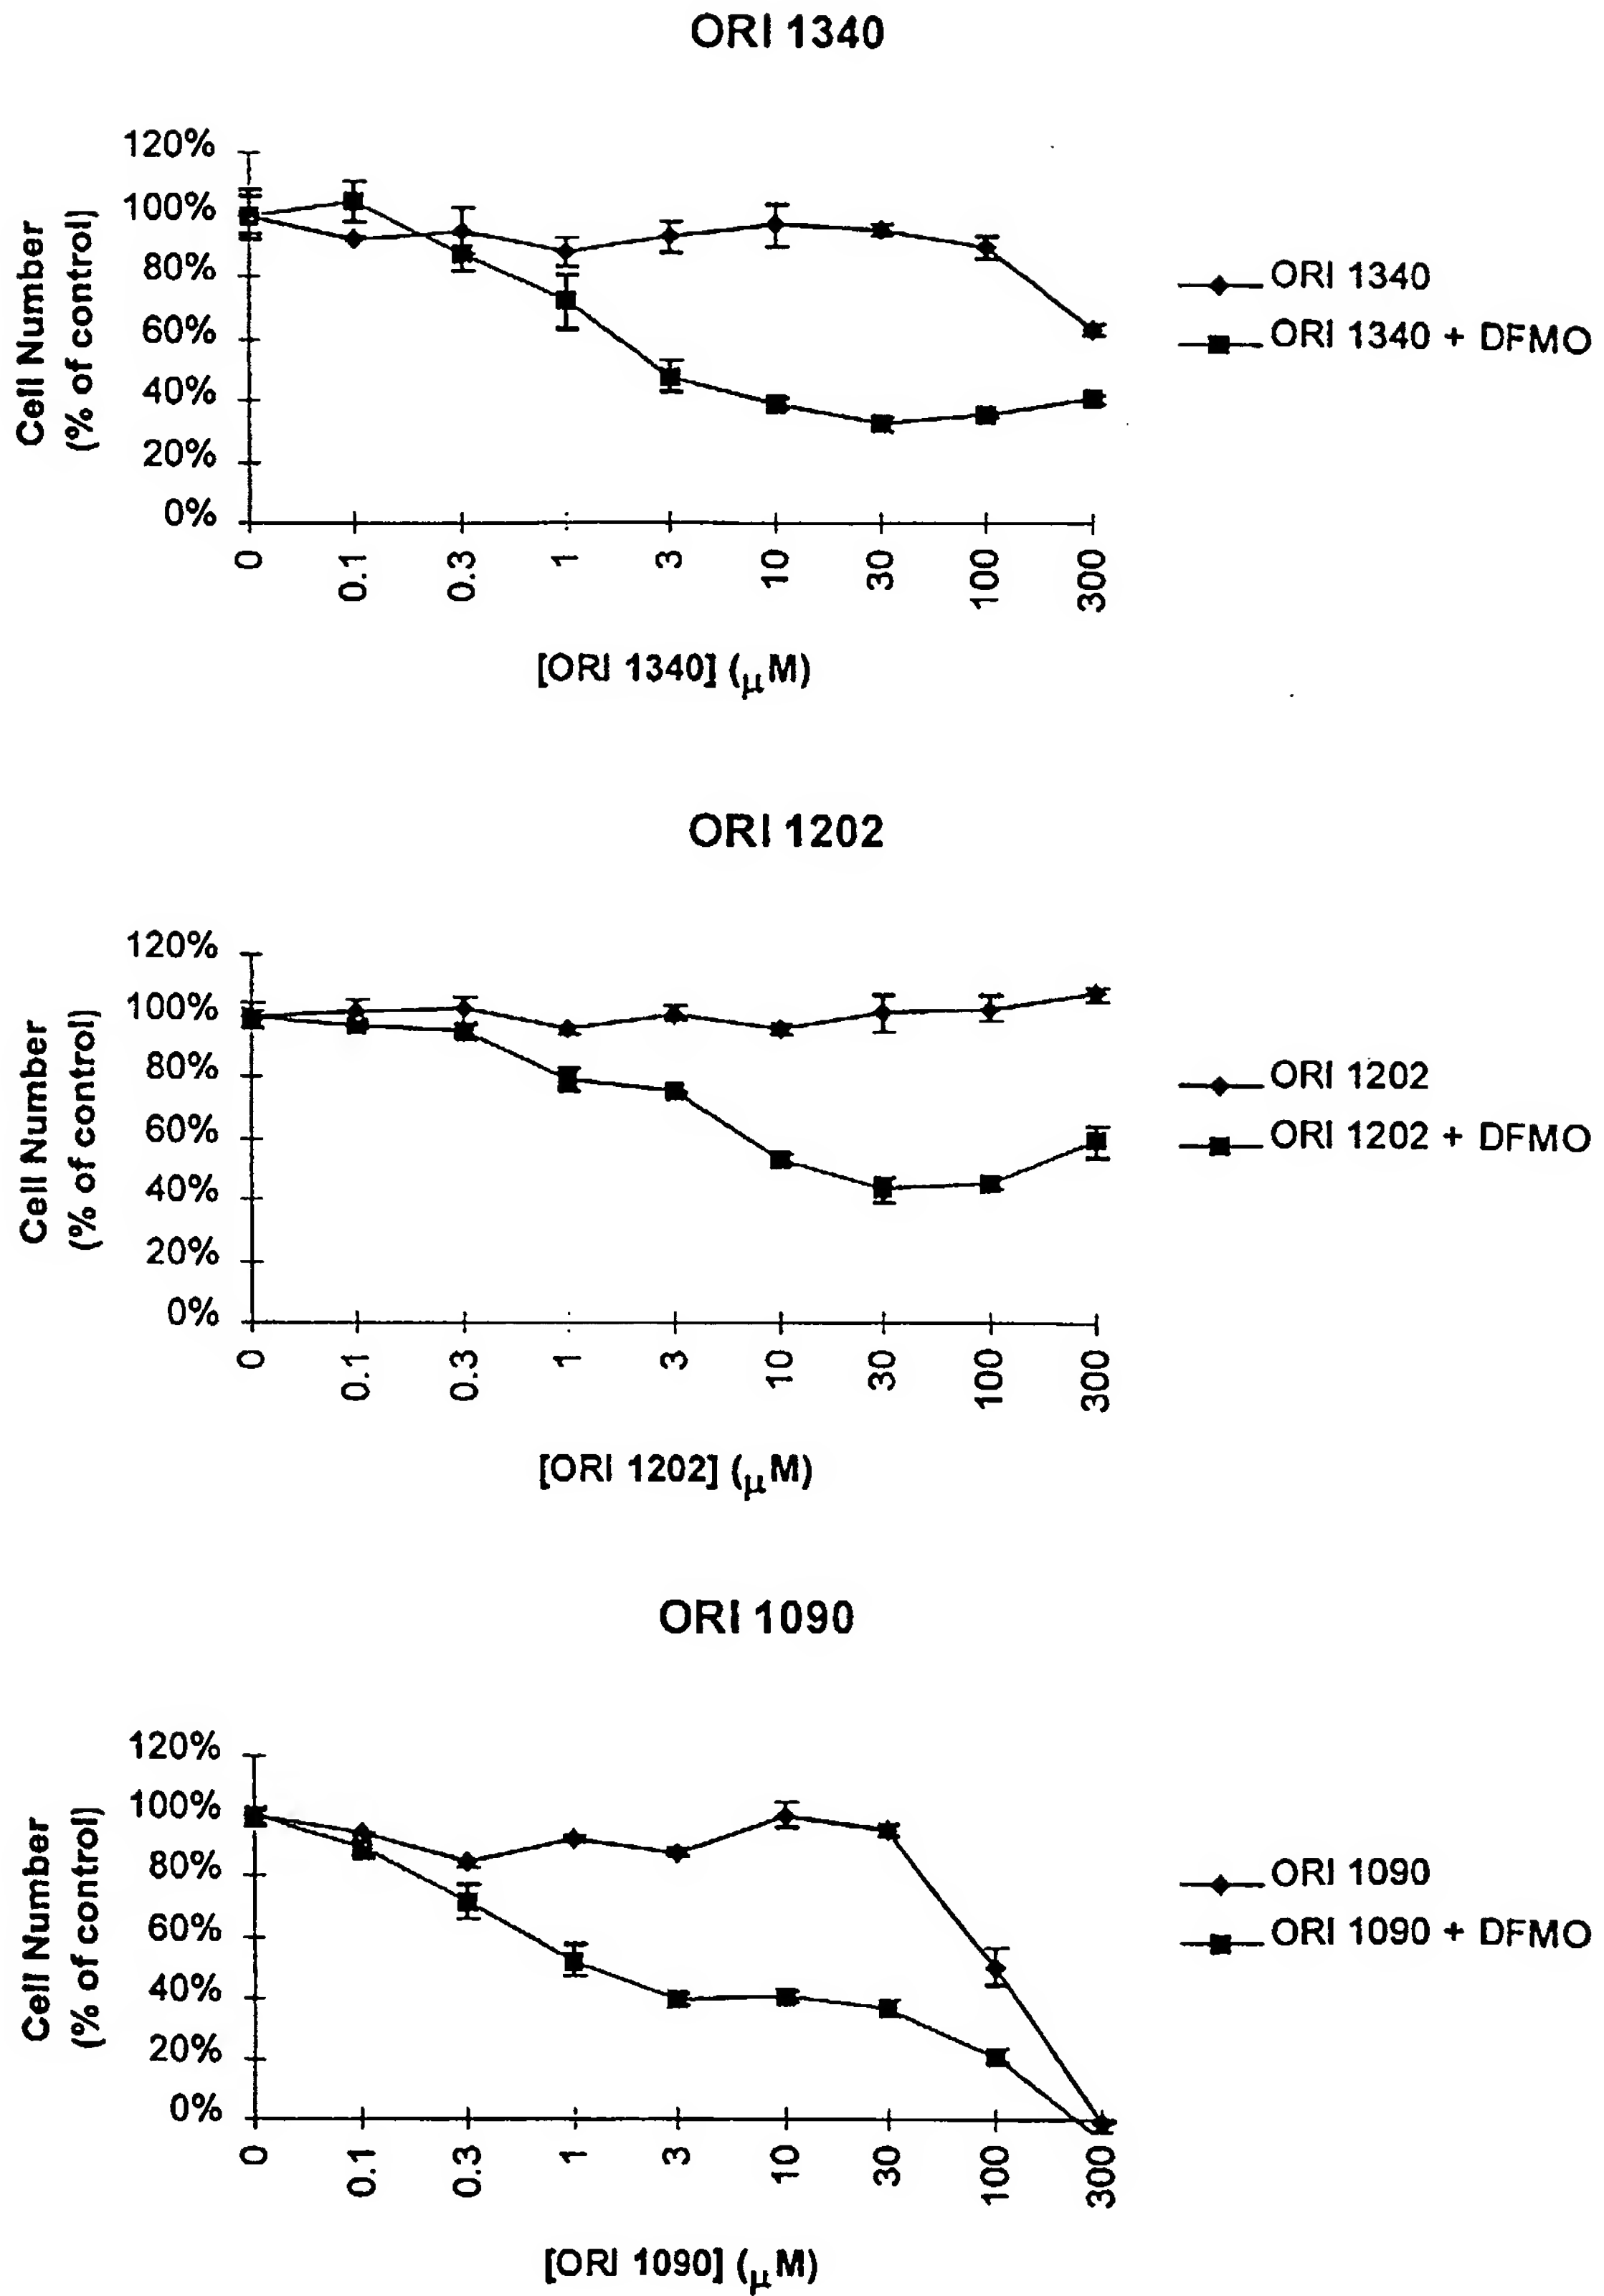 ORI 1340
120%
100%
80%
60%
40%
20%
0%
Cell Number
(% of control)
0 0.1 0.3 1 3 10 30 100 300
[ORI 1340] (μM)
ORI 1340
ORI 1340 + DFMO
ORI 1202
120%
100%
80%
60%
40%
20%
0%
Cell Number
(% of control)
0 0.1 0.3 1 3 10 30 100 300
[ORI 1202] (μM)
ORI 1202
ORI 1202 + DFMO
ORI 1090
120%
100%
80%
60%
40%
20%
0%
Cell Number
(% of control)
0 0.1 0.3 1 3 10 30 100 300
[ORI 1090] (μM)
ORI 1090
ORI 1090 + DFMO